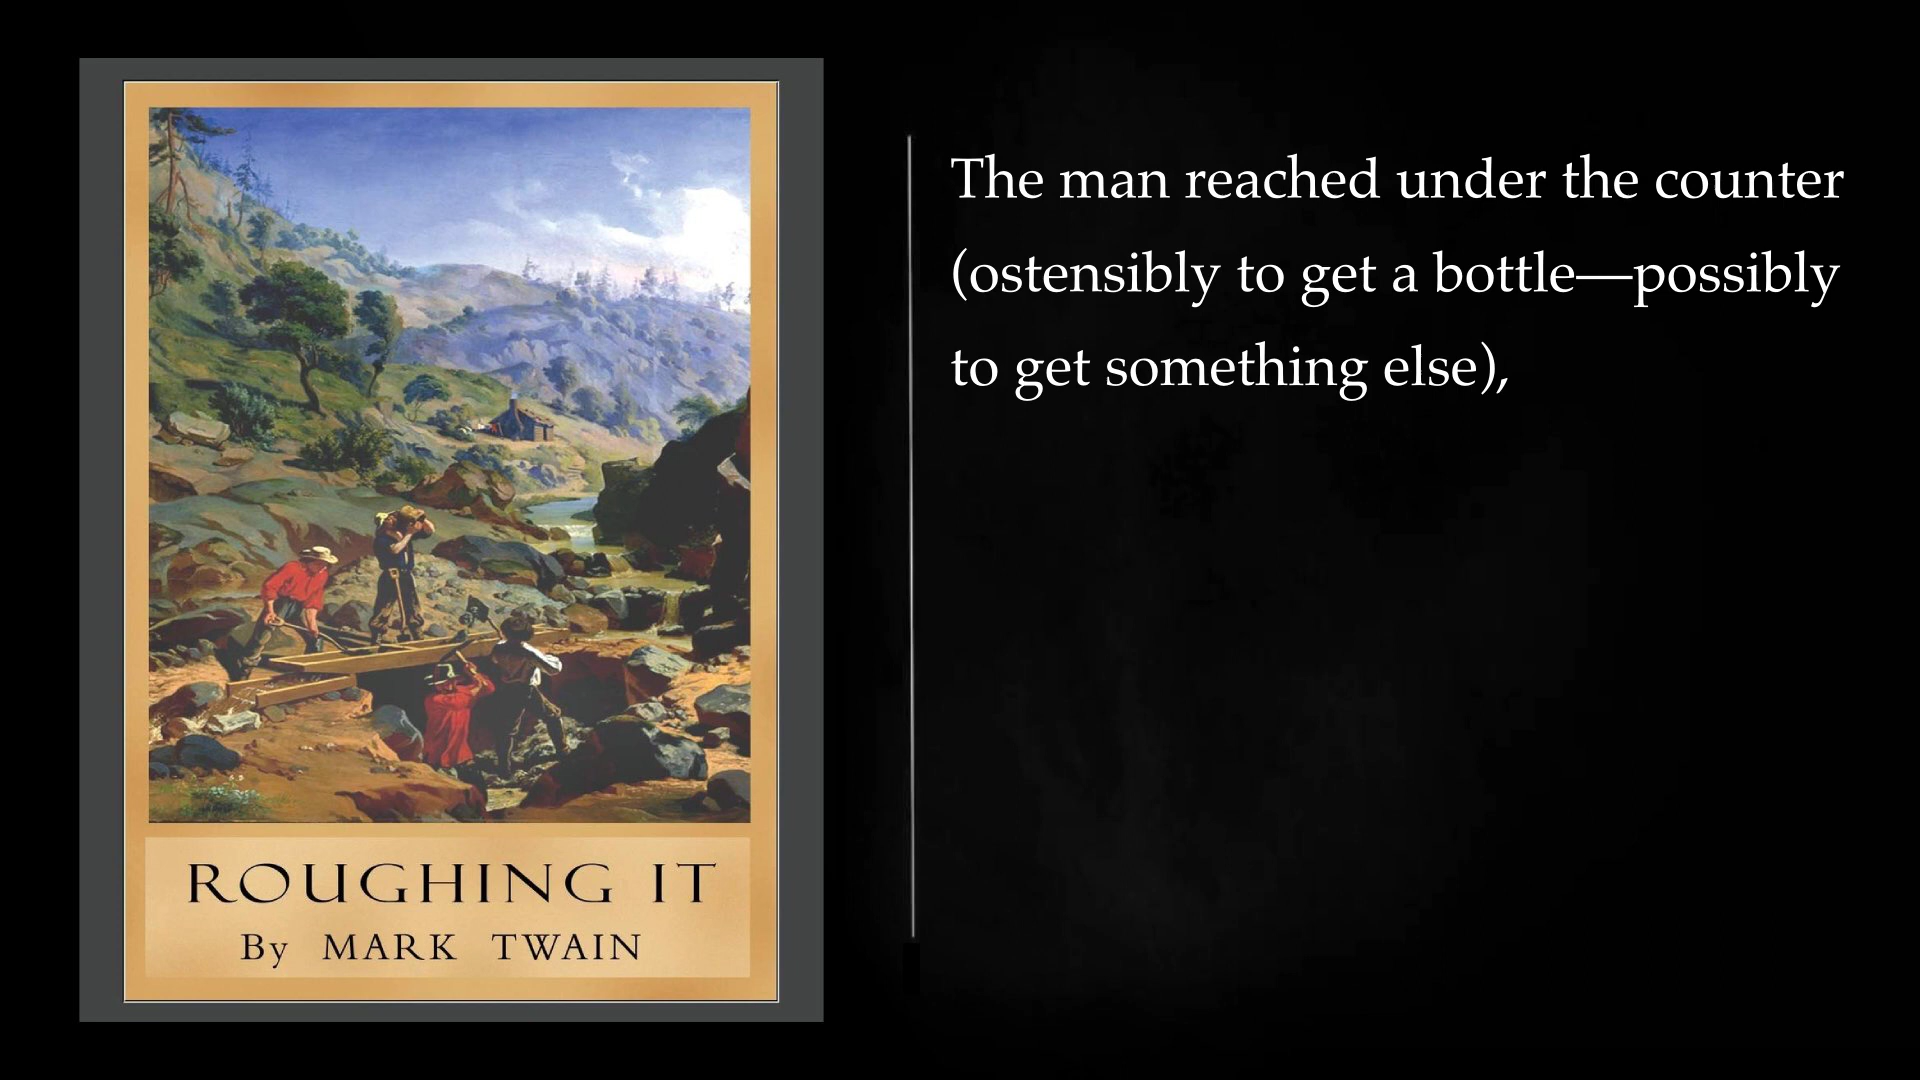 ROUGHING IT
By MARK TWAIN
The man reached under the counter
(ostensibly to get a bottle—possibly
to get something else),